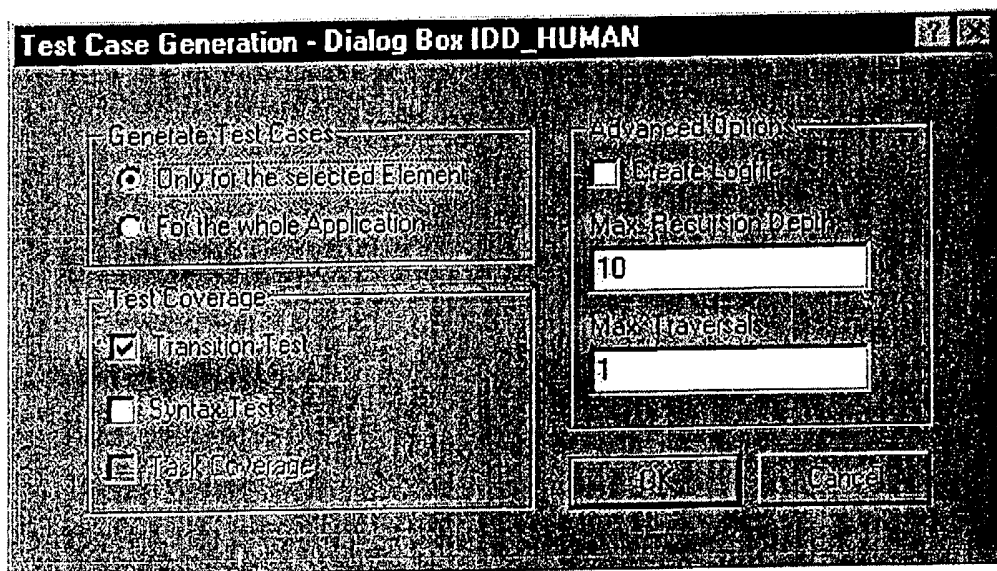 Test Case Generation - Dialog Box IDD_HUMAN
Generate Test Cases
Only for the selected Element
For the whole Application
Test Coverage
Transition Test
Syntax Test
Task Coverage
Advanced Options
Create Logfile
Max. Recursion Depth
10
Max. Traversals
1
OK
Cancel